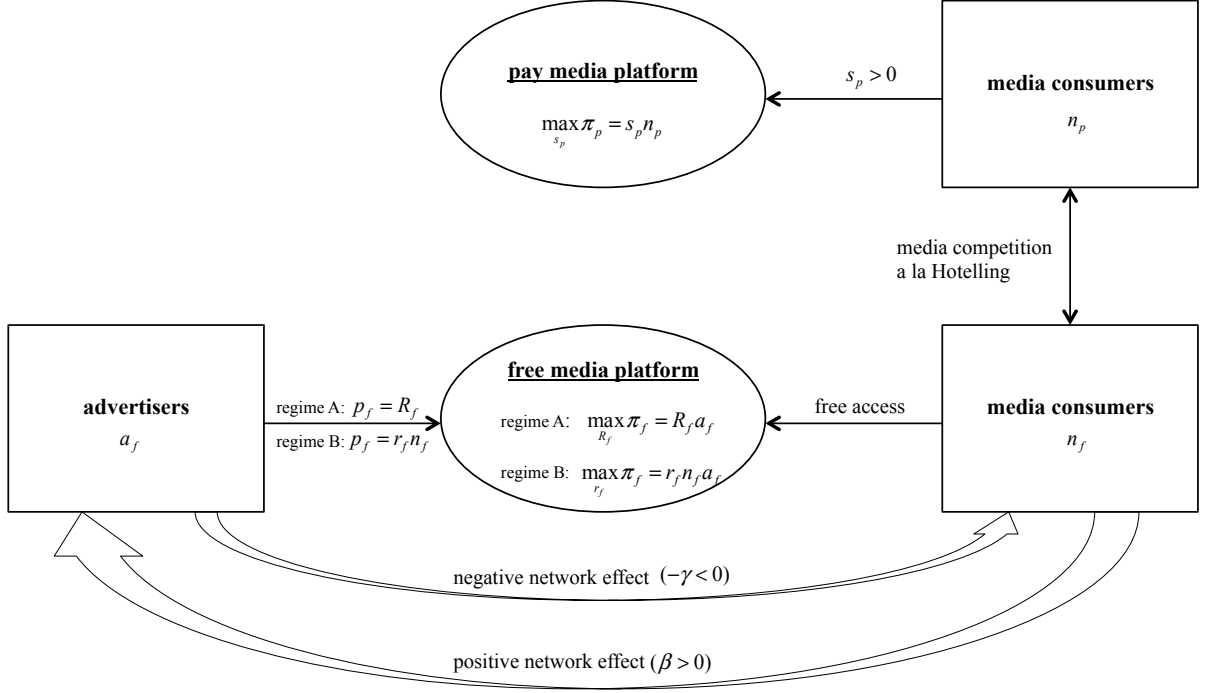 pay media platform
max π_p = s_p n_p
s_p
s_p > 0
media consumers
n_p
media competition
a la Hotelling
advertisers
a_f
regime A: p_f = R_f
regime B: p_f = r_f n_f
free media platform
regime A: max π_f = R_f a_f
R_f
regime B: max π_f = r_f n_f a_f
r_f
free access
media consumers
n_f
negative network effect (−γ < 0)
positive network effect (β > 0)